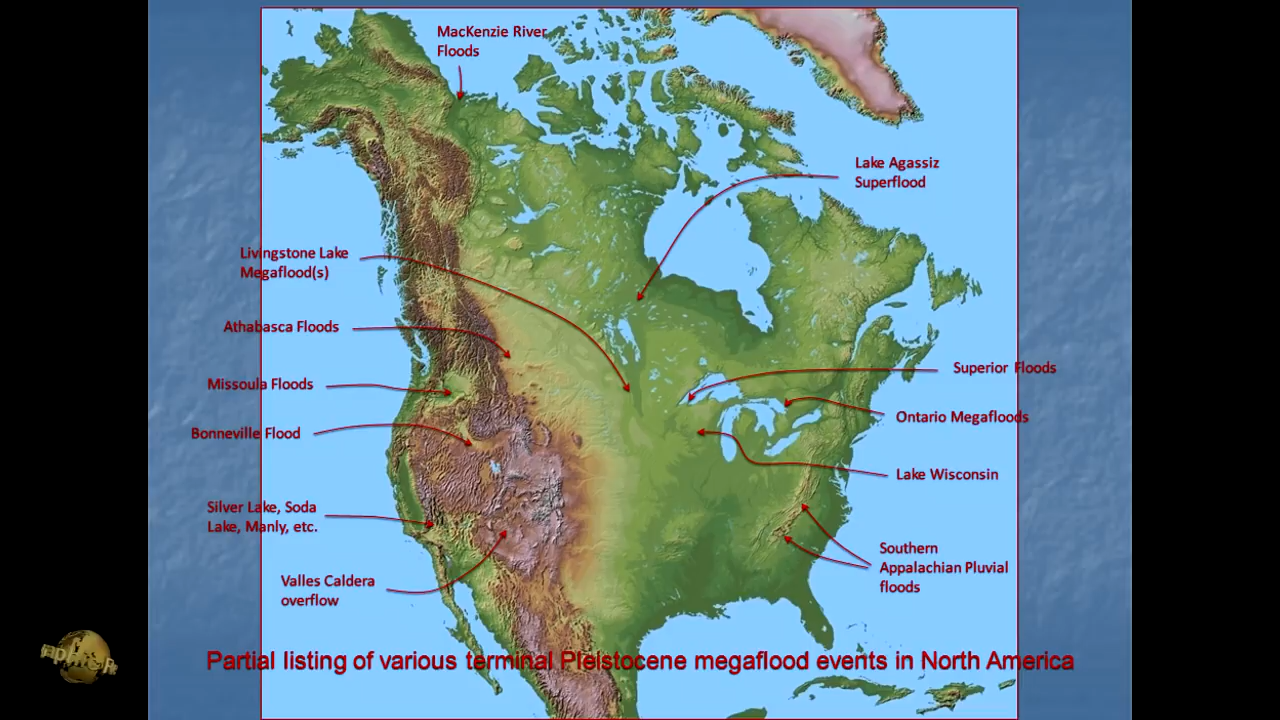 MacKenzie River
Floods
Lake Agassiz
Superflood
Livingstone Lake
Megaflood(s)
Athabasca Floods
Superior Floods
Missoula Floods
Ontario Megafloods
Bonneville Flood
Lake Wisconsin
Silver Lake, Soda
Lake, Manly, etc.
Southern
Appalachian Pluvial
floods
Valles Caldera
overflow
Partial listing of various terminal Pleistocene megaflood events in North America